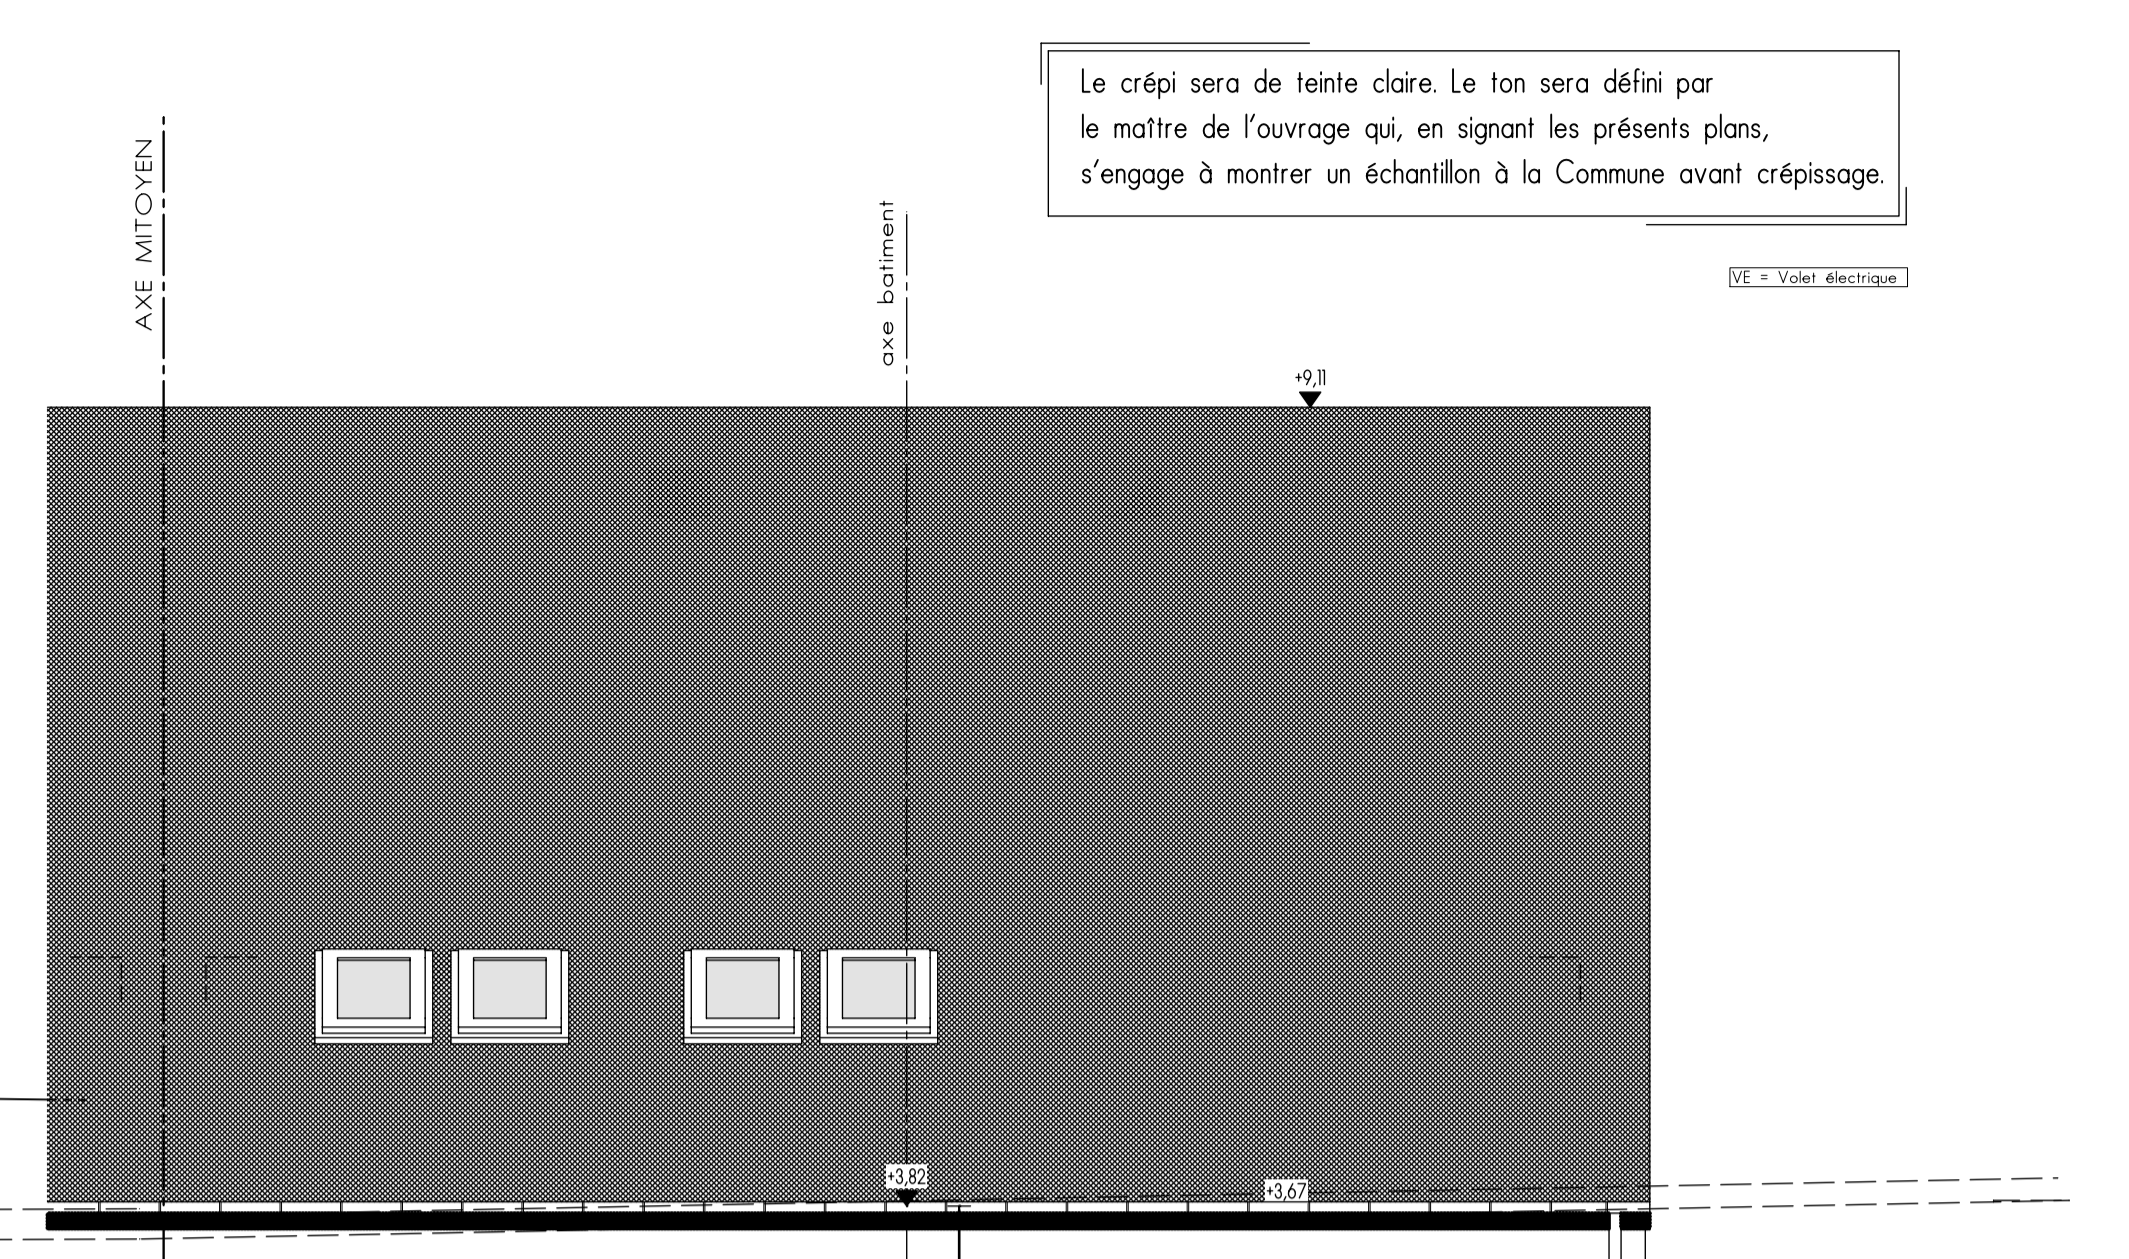 Le crépi sera de teinte claire. Le ton sera défini par
le maître de l'ouvrage qui, en signant les présents plans,
s'engage à montrer un échantillon à la Commune avant crépissage.
AXE MITOYEN
axe batiment
VE = Volet électrique
+9,11
+3,82
+3,67